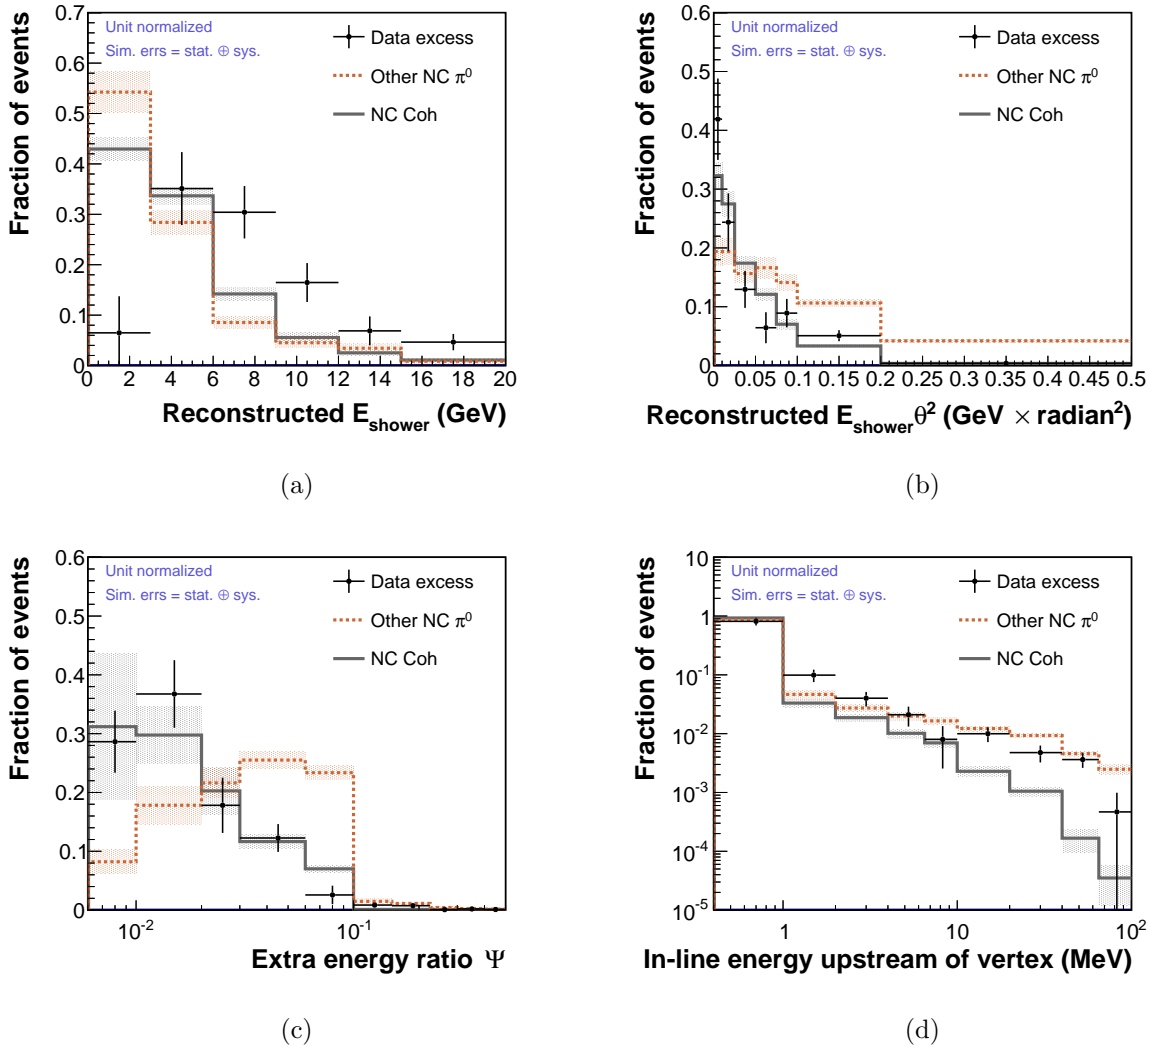 Fraction of events
0.7
0.6
0.5
0.4
0.3
0.2
0.1
0
Unit normalized
Sim. errs = stat. ⊕ sys.
Data excess
Other NC π⁰
NC Coh
0 2 4 6 8 10 12 14 16 18 20
Reconstructed E_shower (GeV)
(a)
Fraction of events
0.6
0.5
0.4
0.3
0.2
0.1
0
Unit normalized
Sim. errs = stat. ⊕ sys.
Data excess
Other NC π⁰
NC Coh
0 0.05 0.1 0.15 0.2 0.25 0.3 0.35 0.4 0.45 0.5
Reconstructed E_showerθ² (GeV × radian²)
(b)
Fraction of events
0.6
0.5
0.4
0.3
0.2
0.1
0
Unit normalized
Sim. errs = stat. ⊕ sys.
Data excess
Other NC π⁰
NC Coh
10⁻² 10⁻¹
Extra energy ratio Ψ
(c)
Fraction of events
10
1
10⁻¹
10⁻²
10⁻³
10⁻⁴
10⁻⁵
Unit normalized
Sim. errs = stat. ⊕ sys.
Data excess
Other NC π⁰
NC Coh
1 10 10²
In-line energy upstream of vertex (MeV)
(d)